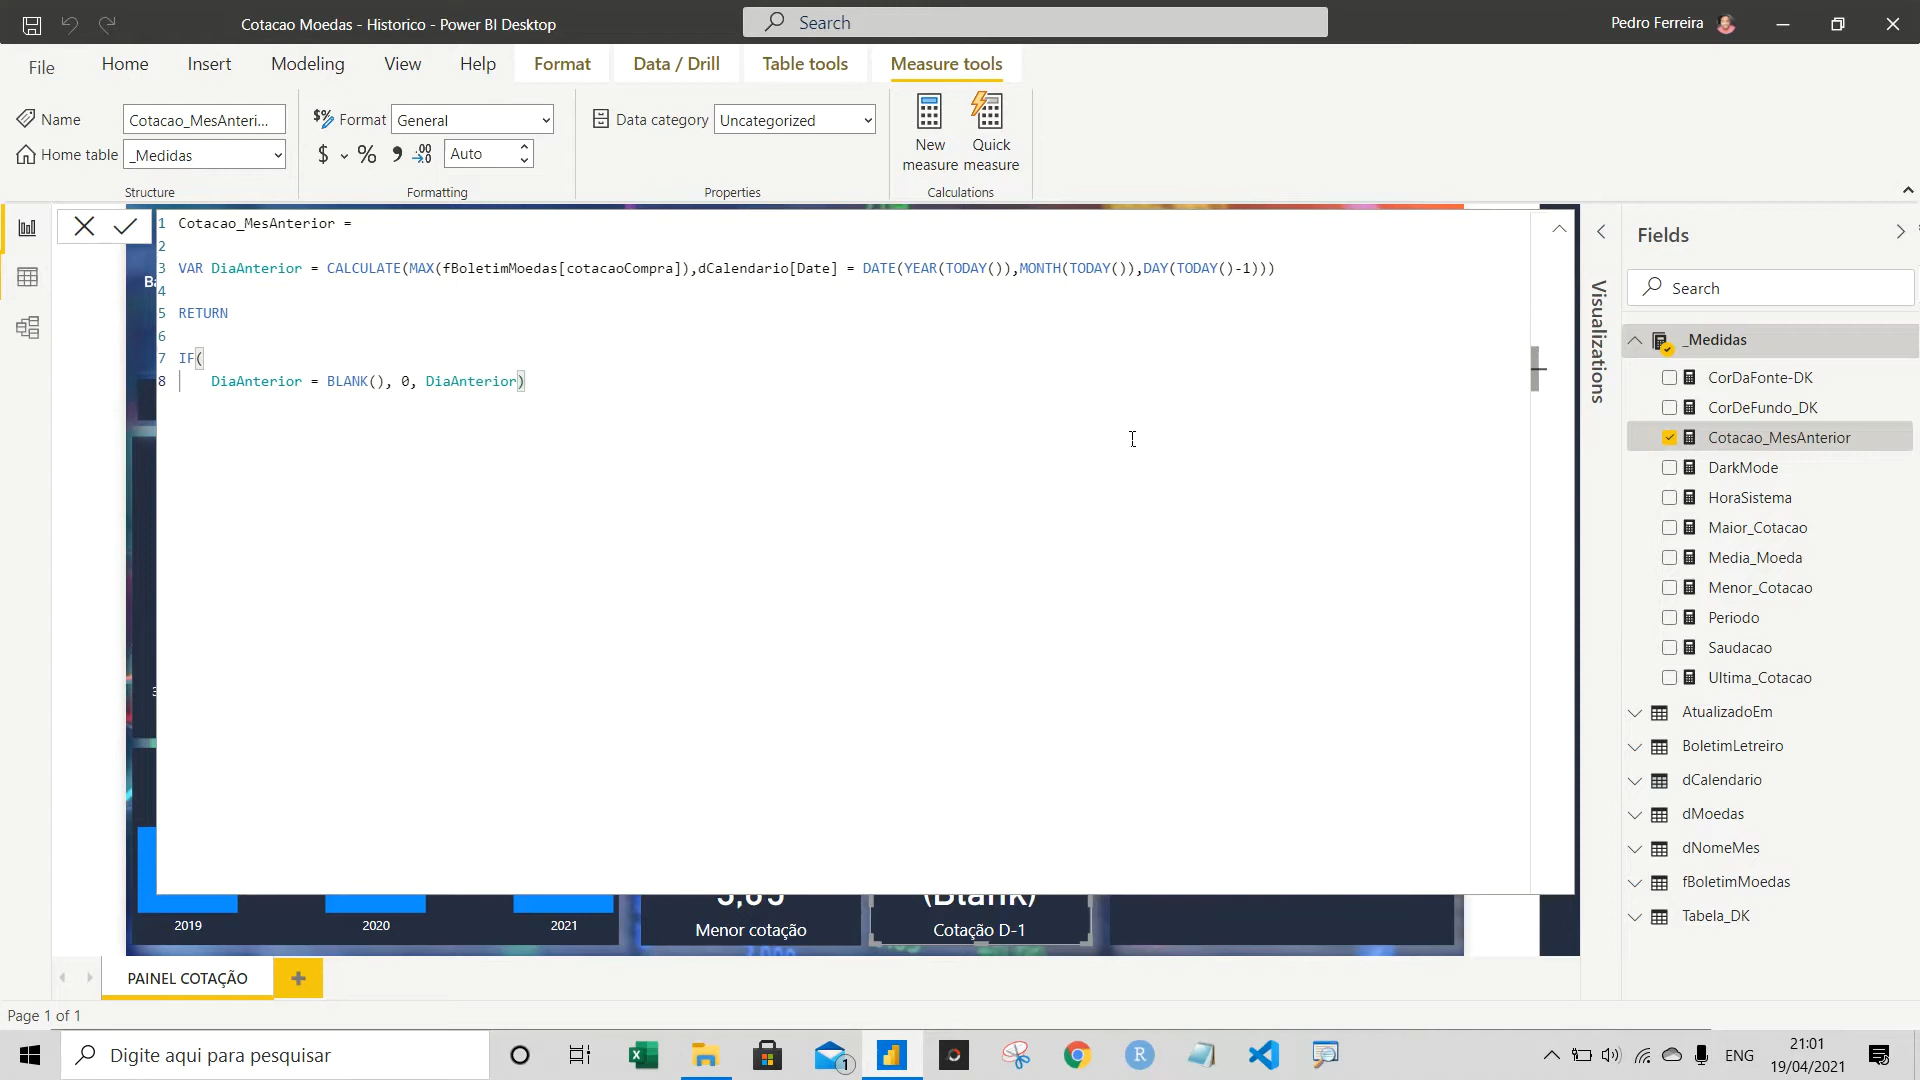 Cotacao Moedas - Historico - Power BI Desktop
Search
Pedro Ferreira
File
Home
Insert
Modeling
View
Help
Format
Data / Drill
Table tools
Measure tools
Name
Cotacao_MesAnteri...
Home table
_Medidas
Structure
Format
General
$
%
Auto
Formatting
Data category
Uncategorized
Properties
New measure
Quick measure
Calculations
1 Cotacao_MesAnterior =
2
3 VAR DiaAnterior = CALCULATE(MAX(fBoletimMoedas[cotacaoCompra]),dCalendario[Date] = DATE(YEAR(TODAY()),MONTH(TODAY()),DAY(TODAY()-1)))
4
5 RETURN
6
7 IF(
8 DiaAnterior = BLANK(), 0, DiaAnterior)
2019
2020
2021
Menor cotação
(Blank)
Cotação D-1
Visualizations
Fields
Search
_Medidas
CorDaFonte-DK
CorDeFundo_DK
Cotacao_MesAnterior
DarkMode
HoraSistema
Maior_Cotacao
Media_Moeda
Menor_Cotacao
Periodo
Saudacao
Ultima_Cotacao
AtualizadoEm
BoletimLetreiro
dCalendario
dMoedas
dNomeMes
fBoletimMoedas
Tabela_DK
PAINEL COTAÇÃO
Page 1 of 1
Digite aqui para pesquisar
1
R
ENG
21:01
19/04/2021